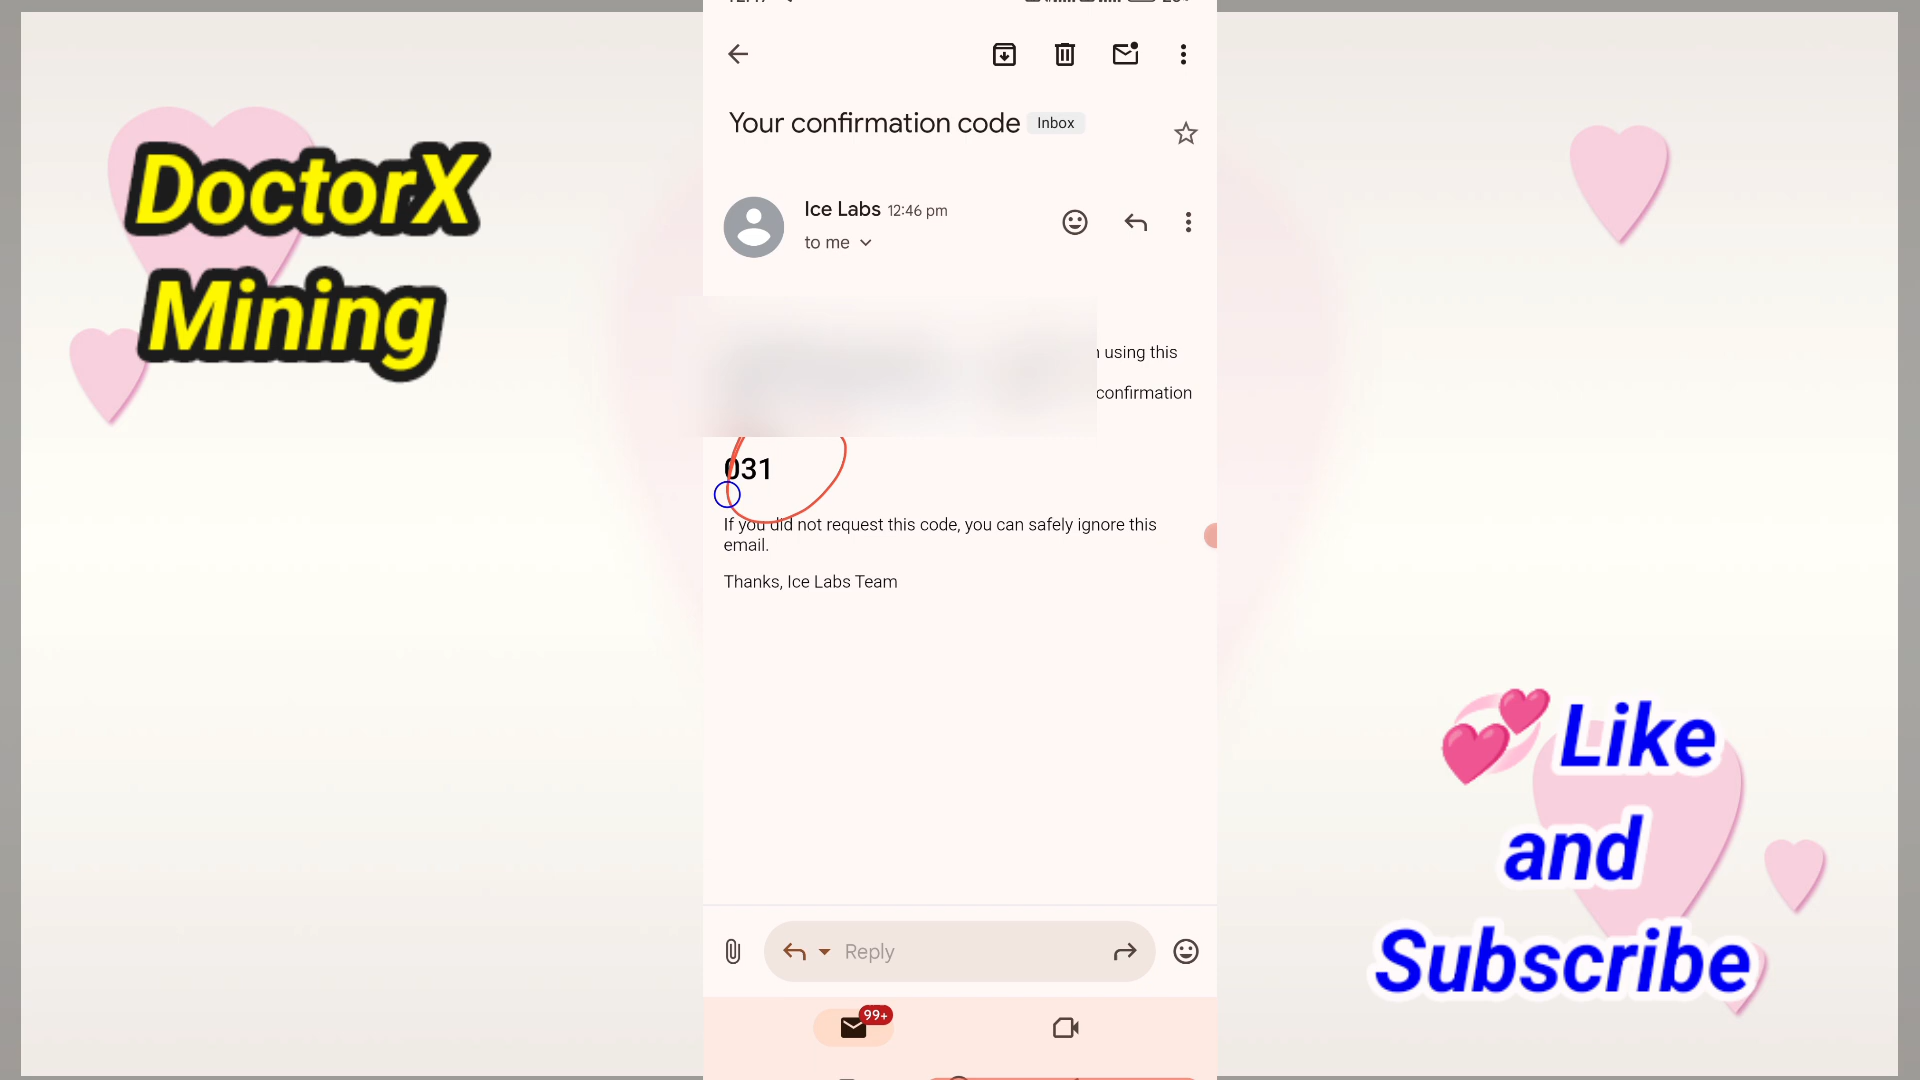 DoctorX
Mining
Your confirmation code Inbox
Ice Labs 12:46 pm
to me
using this
confirmation
031
If you did not request this code, you can safely ignore this
email.
Thanks, Ice Labs Team
Reply
99+
Like
and
Subscribe